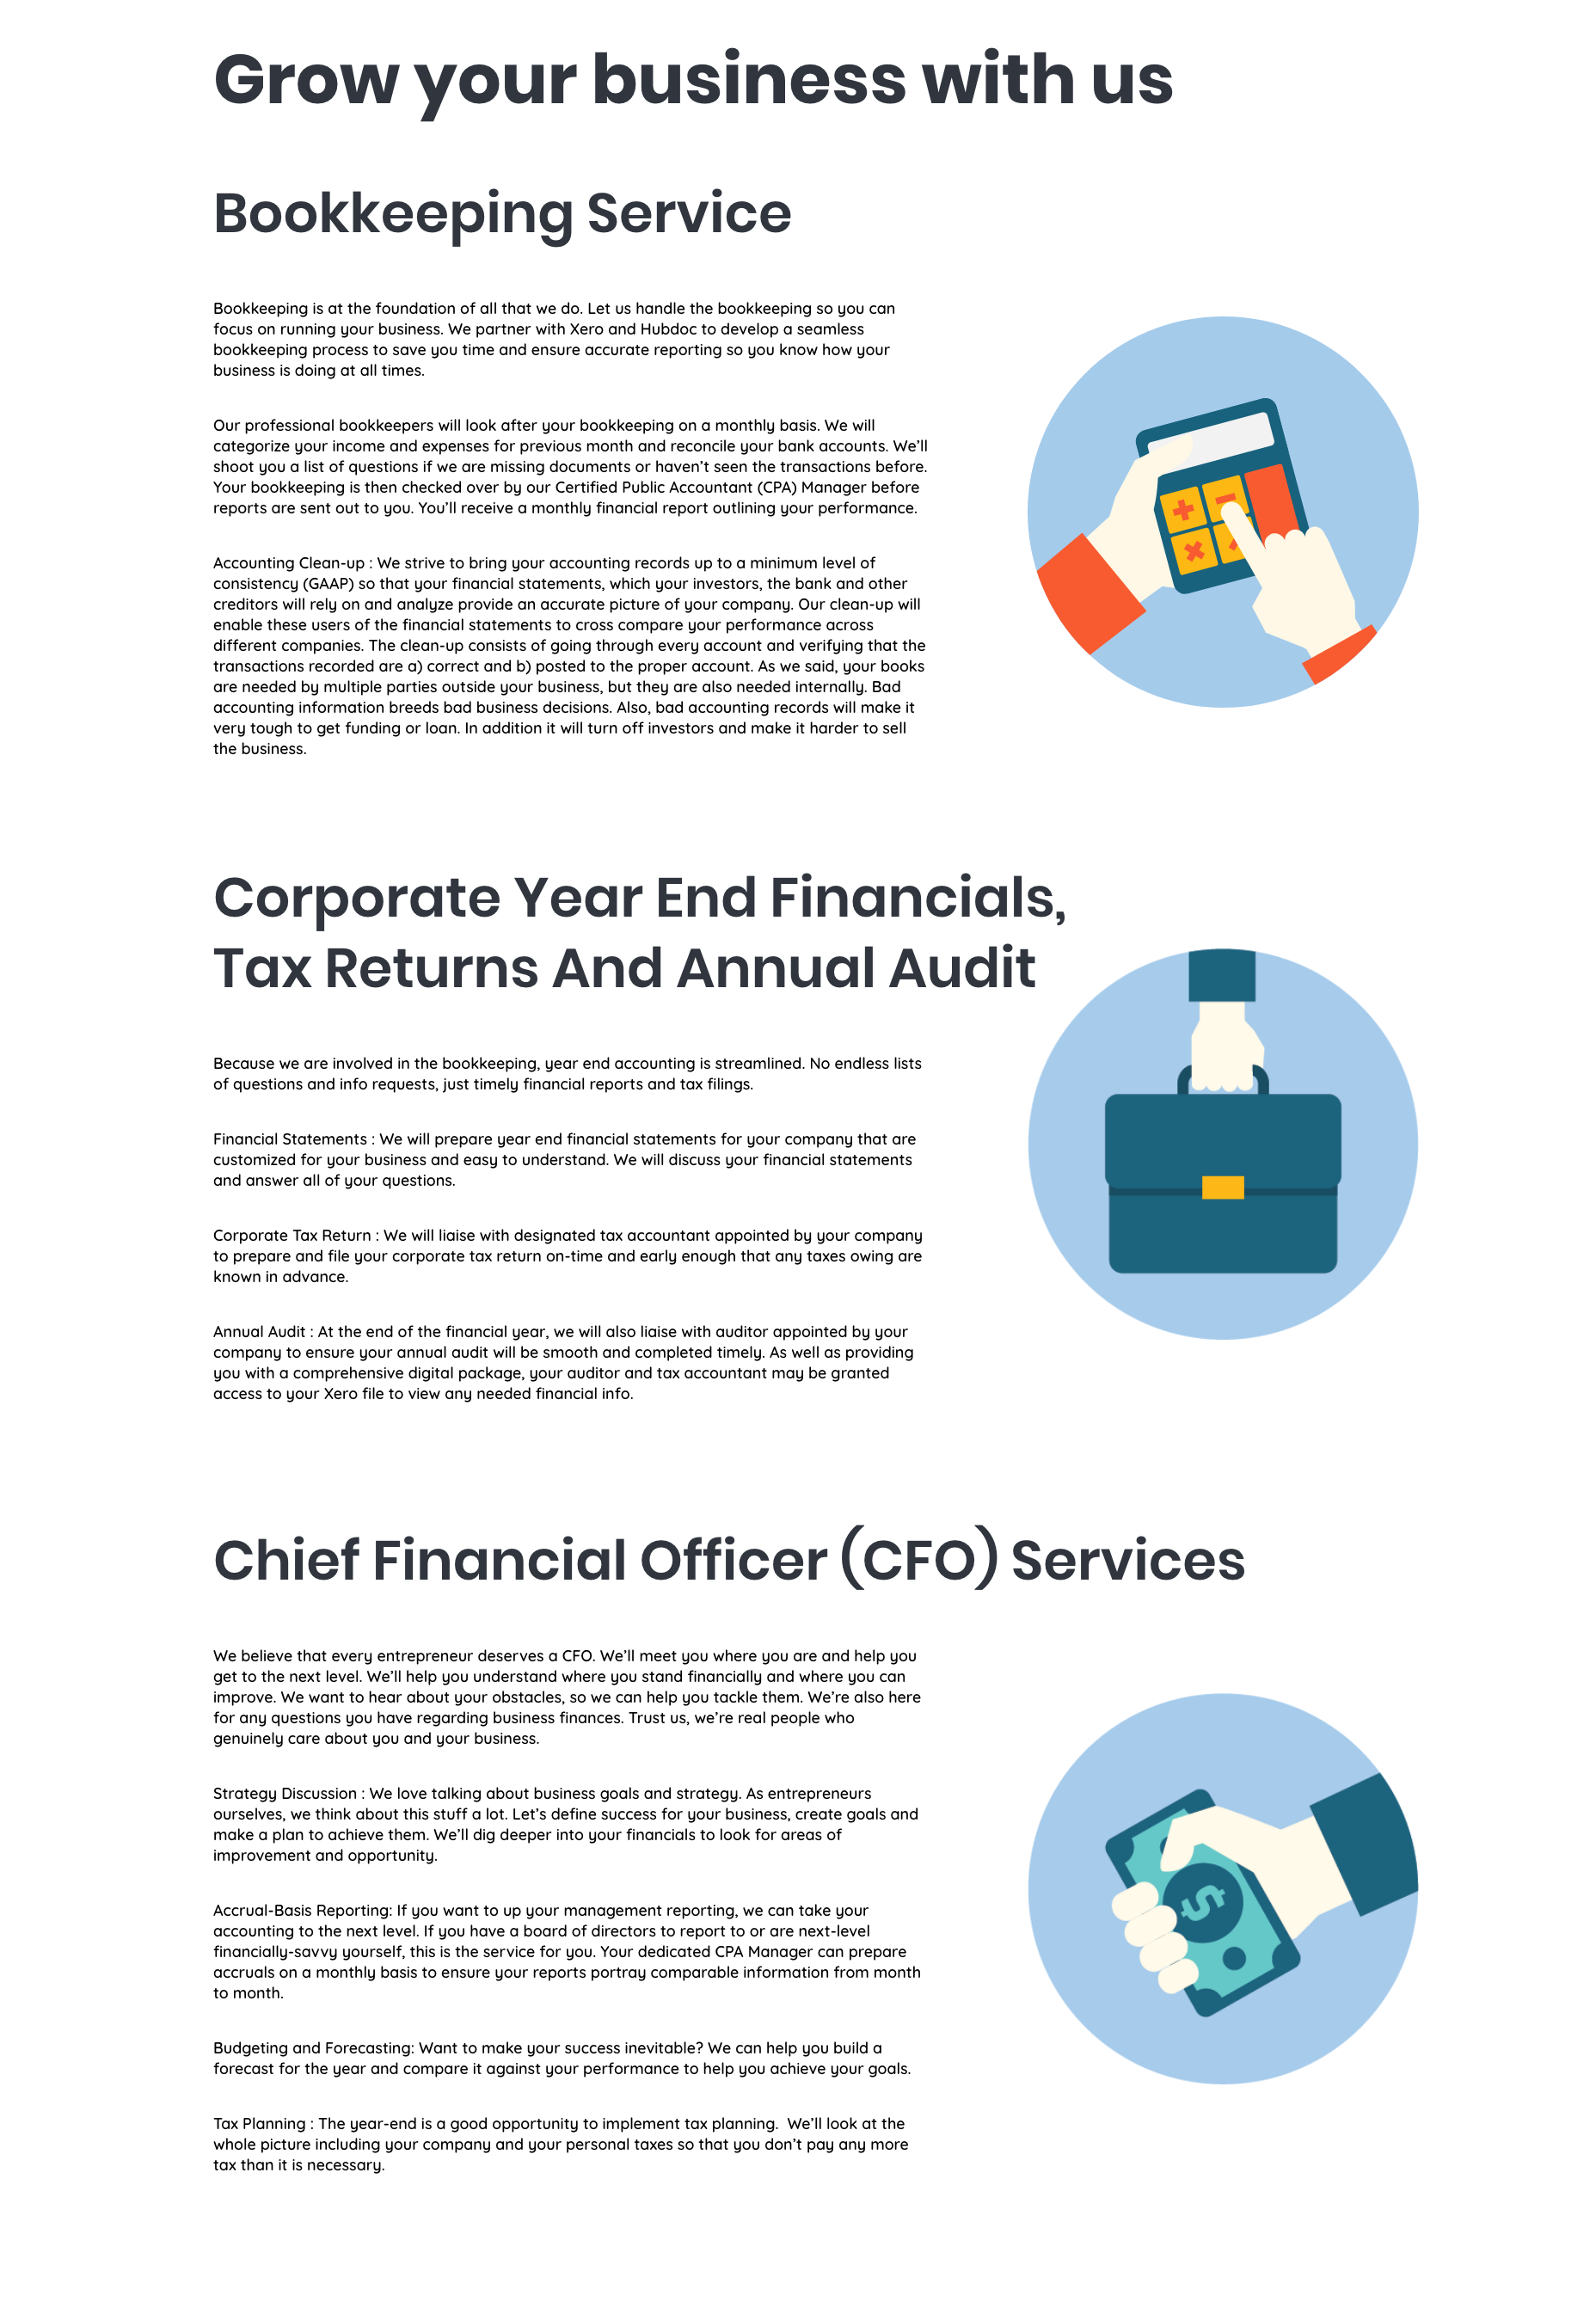 Grow your business with us
Bookkeeping Service
Bookkeeping is at the foundation of all that we do. Let us handle the bookkeeping so you can
focus on running your business. We partner with Xero and Hubdoc to develop a seamless
bookkeeping process to save you time and ensure accurate reporting so you know how your
business is doing at all times.
Our professional bookkeepers will look after your bookkeeping on a monthly basis. We will
categorize your income and expenses for previous month and reconcile your bank accounts. We’ll
shoot you a list of questions if we are missing documents or haven’t seen the transactions before.
Your bookkeeping is then checked over by our Certified Public Accountant (CPA) Manager before
reports are sent out to you. You’ll receive a monthly financial report outlining your performance.
Accounting Clean-up : We strive to bring your accounting records up to a minimum level of
consistency (GAAP) so that your financial statements, which your investors, the bank and other
creditors will rely on and analyze provide an accurate picture of your company. Our clean-up will
enable these users of the financial statements to cross compare your performance across
different companies. The clean-up consists of going through every account and verifying that the
transactions recorded are a) correct and b) posted to the proper account. As we said, your books
are needed by multiple parties outside your business, but they are also needed internally. Bad
accounting information breeds bad business decisions. Also, bad accounting records will make it
very tough to get funding or loan. In addition it will turn off investors and make it harder to sell
the business.
Corporate Year End Financials,
Tax Returns And Annual Audit
Because we are involved in the bookkeeping, year end accounting is streamlined. No endless lists
of questions and info requests, just timely financial reports and tax filings.
Financial Statements : We will prepare year end financial statements for your company that are
customized for your business and easy to understand. We will discuss your financial statements
and answer all of your questions.
Corporate Tax Return : We will liaise with designated tax accountant appointed by your company
to prepare and file your corporate tax return on-time and early enough that any taxes owing are
known in advance.
Annual Audit : At the end of the financial year, we will also liaise with auditor appointed by your
company to ensure your annual audit will be smooth and completed timely. As well as providing
you with a comprehensive digital package, your auditor and tax accountant may be granted
access to your Xero file to view any needed financial info.
Chief Financial Officer (CFO) Services
We believe that every entrepreneur deserves a CFO. We’ll meet you where you are and help you
get to the next level. We’ll help you understand where you stand financially and where you can
improve. We want to hear about your obstacles, so we can help you tackle them. We’re also here
for any questions you have regarding business finances. Trust us, we’re real people who
genuinely care about you and your business.
Strategy Discussion : We love talking about business goals and strategy. As entrepreneurs
ourselves, we think about this stuff a lot. Let’s define success for your business, create goals and
make a plan to achieve them. We’ll dig deeper into your financials to look for areas of
improvement and opportunity.
Accrual-Basis Reporting: If you want to up your management reporting, we can take your
accounting to the next level. If you have a board of directors to report to or are next-level
financially-savvy yourself, this is the service for you. Your dedicated CPA Manager can prepare
accruals on a monthly basis to ensure your reports portray comparable information from month
to month.
Budgeting and Forecasting: Want to make your success inevitable? We can help you build a
forecast for the year and compare it against your performance to help you achieve your goals.
Tax Planning : The year-end is a good opportunity to implement tax planning.  We’ll look at the
whole picture including your company and your personal taxes so that you don’t pay any more
tax than it is necessary.